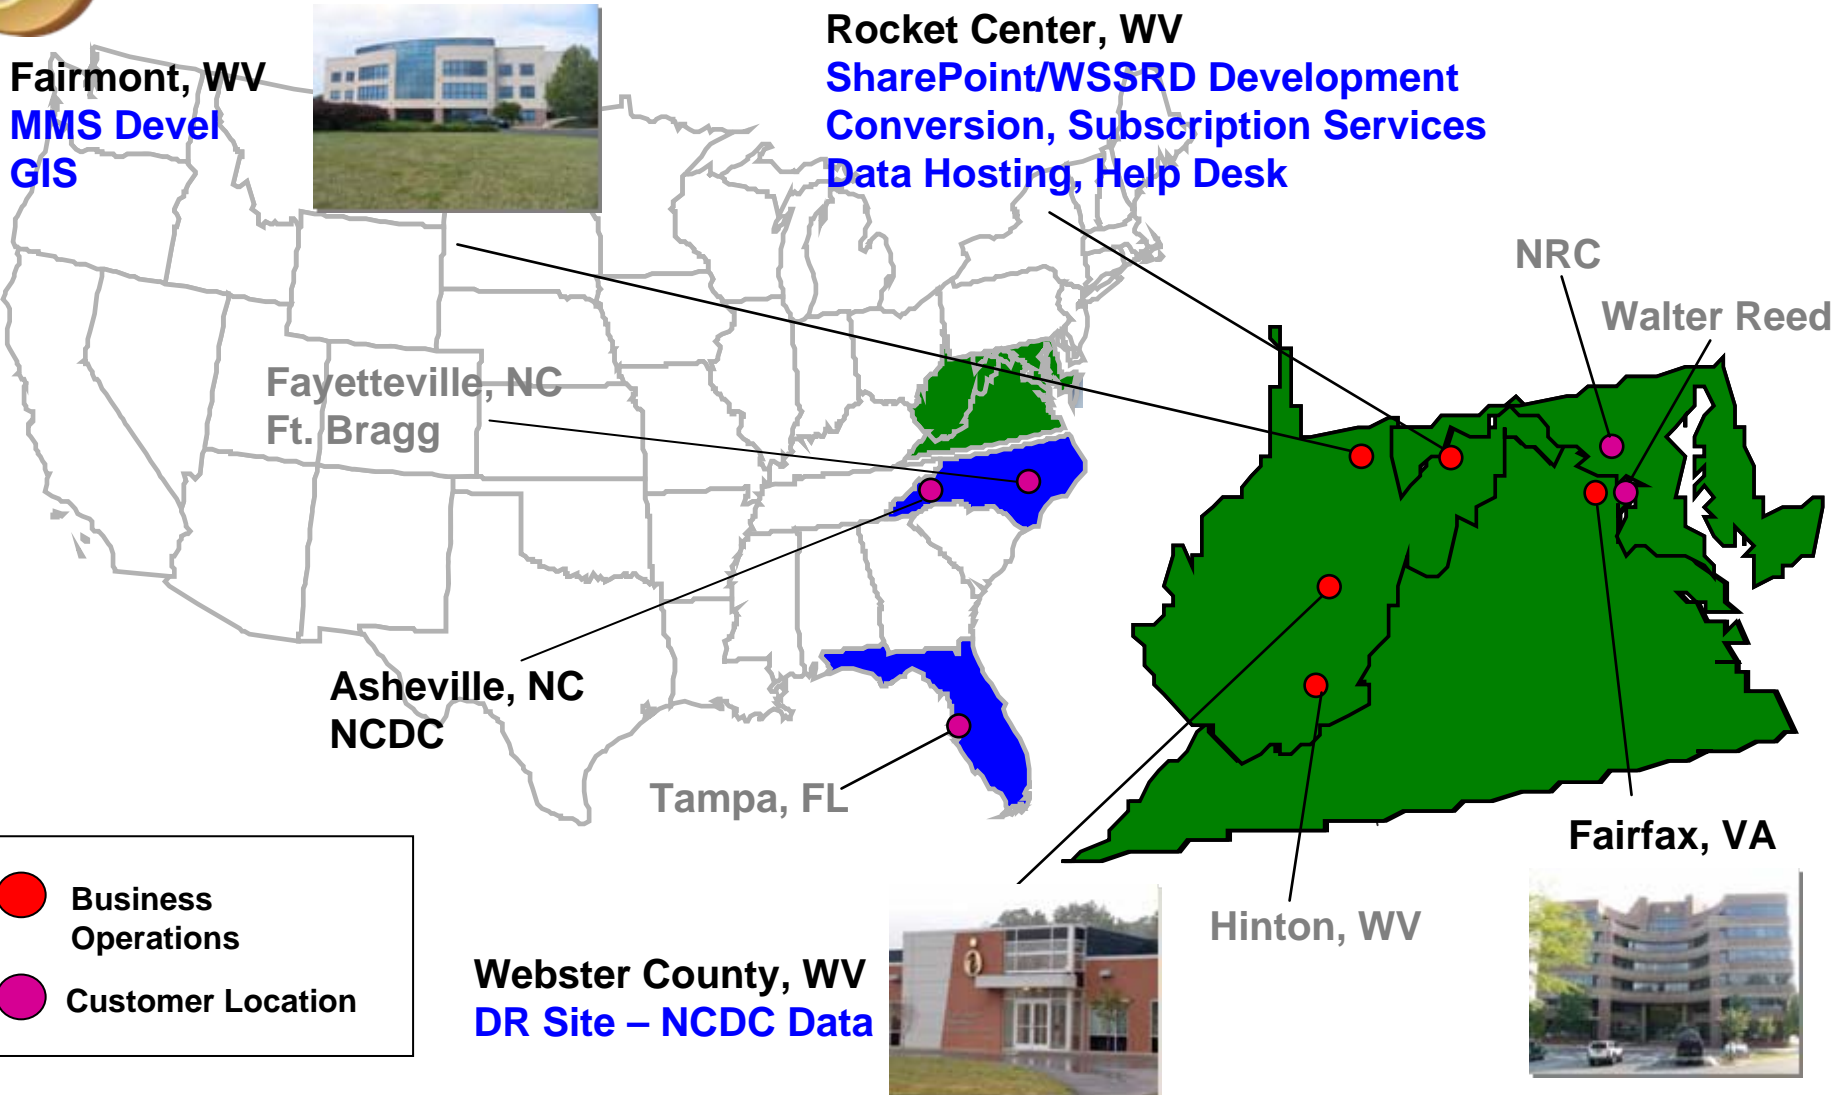 Rocket Center, WV
SharePoint/WSSRD Development
Conversion, Subscription Services
Data Hosting, Help Desk
Fairmont, WV
MMS Devel
GIS
NRC
Walter Reed
Fayetteville, NC
Ft. Bragg
Asheville, NC
NCDC
Tampa, FL
Fairfax, VA
Hinton, WV
Business
Operations
Customer Location
Webster County, WV
DR Site – NCDC Data